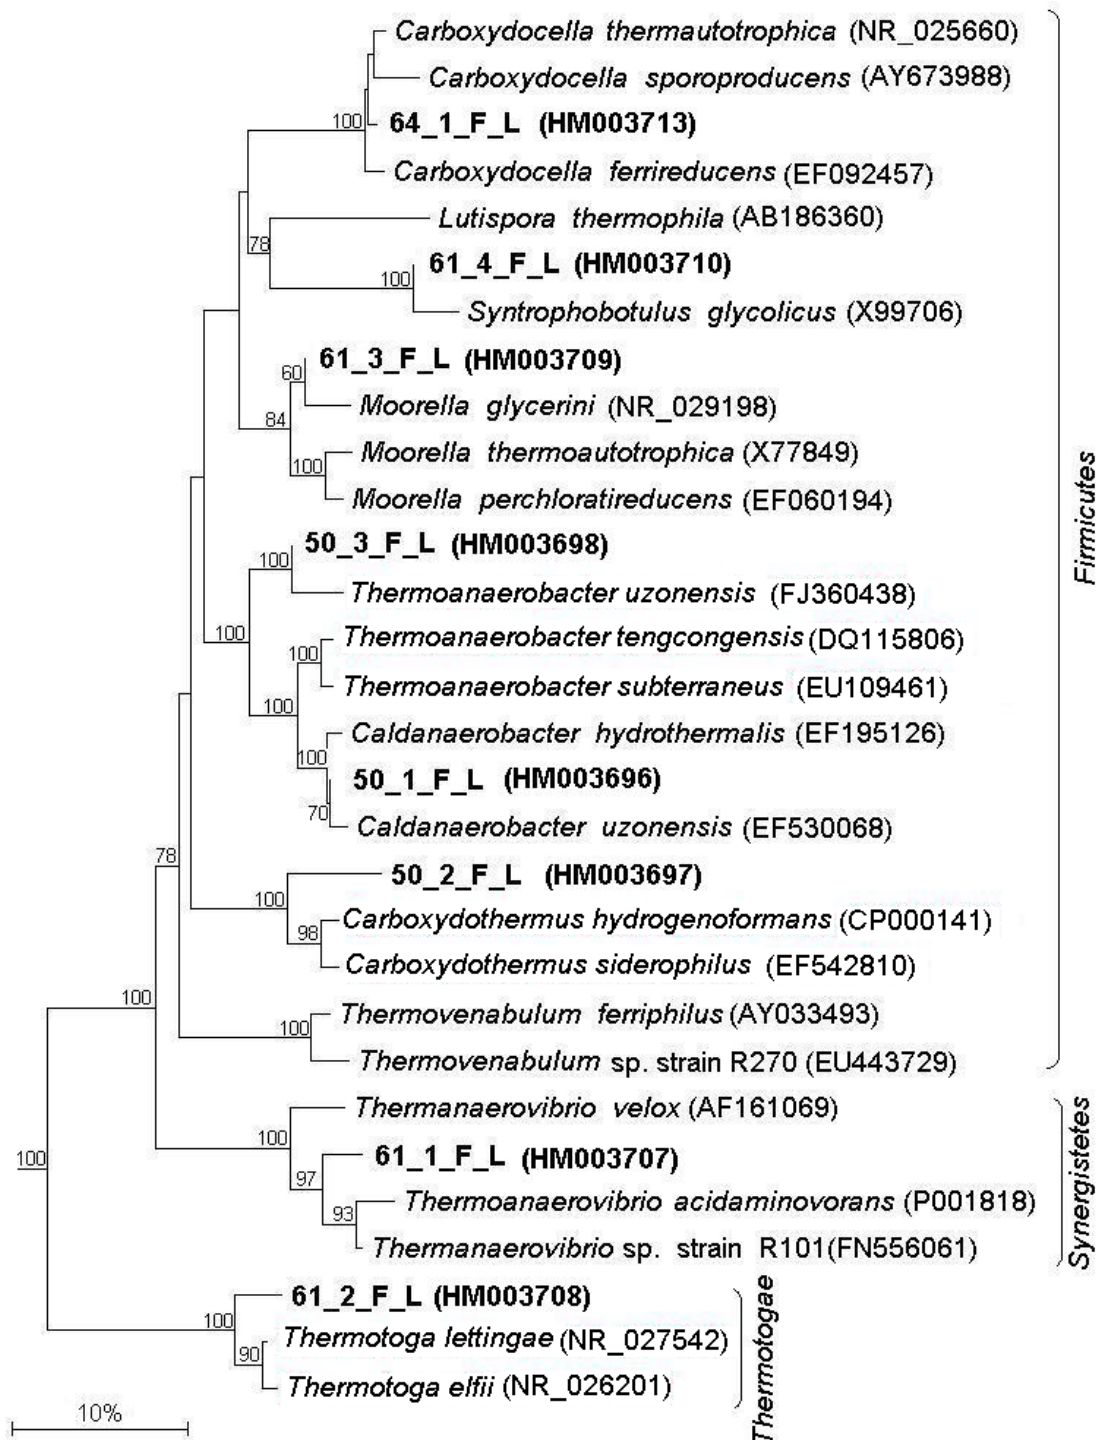 Carboxydocella thermautotrophica (NR_025660)
Carboxydocella sporoproducens (AY673988)
100
64_1_F_L (HM003713)
Carboxydocella ferrireducens (EF092457)
Lutispora thermophila (AB186360)
78
61_4_F_L (HM003710)
100
Syntrophobotulus glycolicus (X99706)
61_3_F_L (HM003709)
60
Moorella glycerini (NR_029198)
84
Moorella thermoautotrophica (X77849)
100
Moorella perchloratireducens (EF060194)
Firmicutes
50_3_F_L (HM003698)
100
Thermoanaerobacter uzonensis (FJ360438)
100
Thermoanaerobacter tengcongensis (DQ115806)
100
Thermoanaerobacter subterraneus (EU109461)
100
Caldanaerobacter hydrothermalis (EF195126)
100
50_1_F_L (HM003696)
70
Caldanaerobacter uzonensis (EF530068)
78
50_2_F_L (HM003697)
100
Carboxydothermus hydrogenoformans (CP000141)
98
Carboxydothermus siderophilus (EF542810)
100
Thermovenabulum ferriphilus (AY033493)
100
Thermovenabulum sp. strain R270 (EU443729)
Thermanaerovibrio velox (AF161069)
100
61_1_F_L (HM003707)
100
97
Thermoanaerovibrio acidaminovorans (P001818)
93
Thermanaerovibrio sp. strain R101(FN556061)
Synergistetes
61_2_F_L (HM003708)
100
Thermotoga lettingae (NR_027542)
90
Thermotoga elfii (NR_026201)
Thermotogae
10%